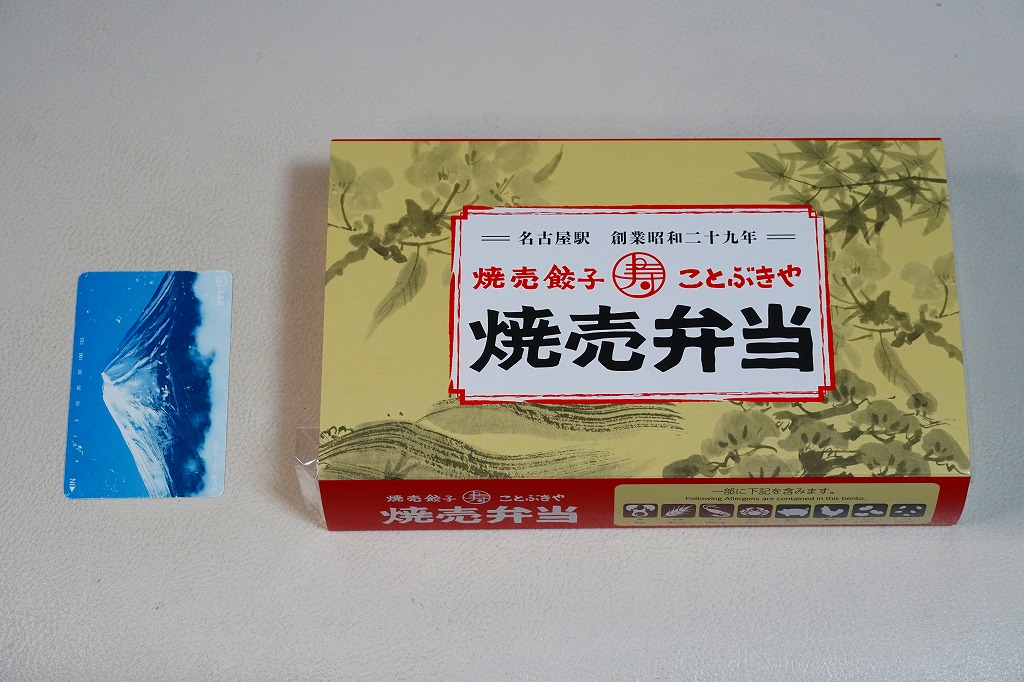 名古屋駅　創業昭和二十九年
焼売餃子 寿 ことぶきや
焼売弁当
焼売餃子 寿 ことぶきや
焼売弁当
一部に下記を含みます。
Following Allergens are contained in this bento.